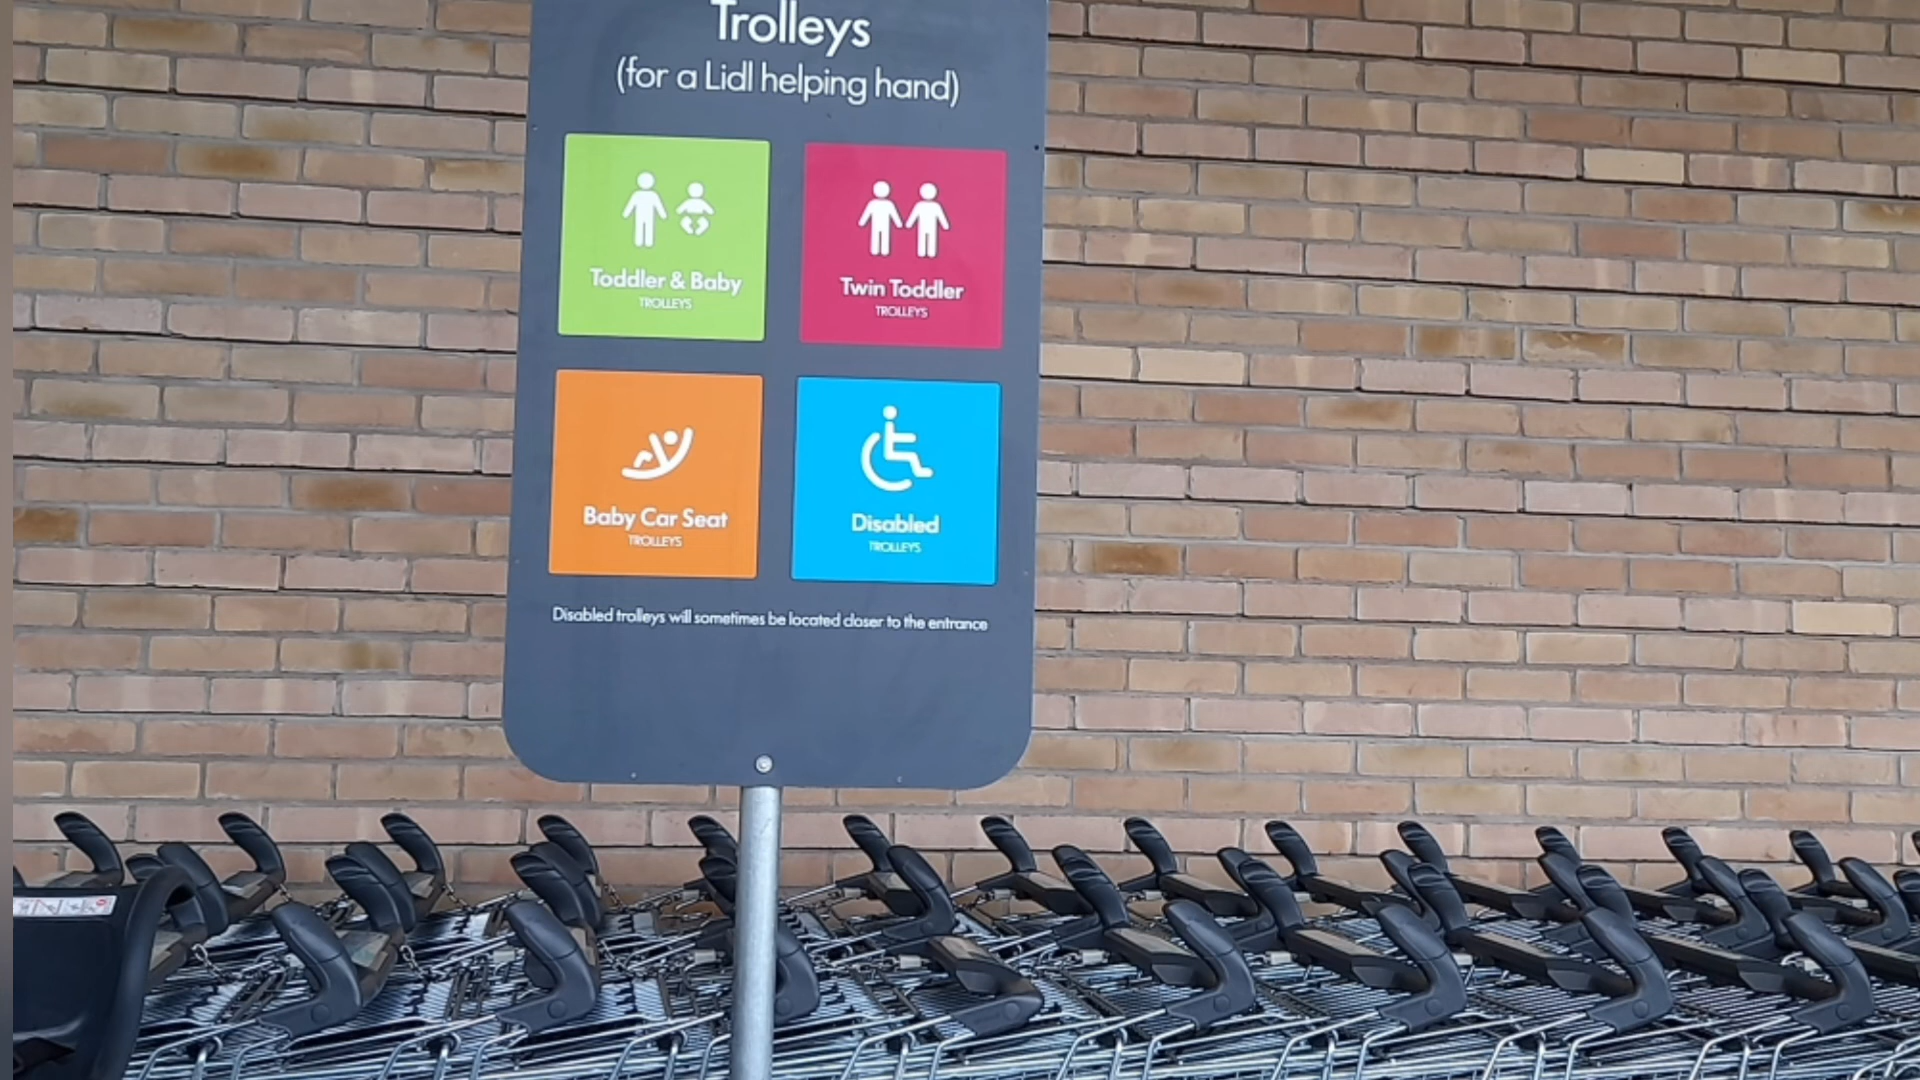 Trolleys
(for a Lidl helping hand)
Toddler & Baby
TROLLEYS
Twin Toddler
TROLLEYS
Baby Car Seat
TROLLEYS
Disabled
TROLLEYS
Disabled trolleys will sometimes be located closer to the entrance